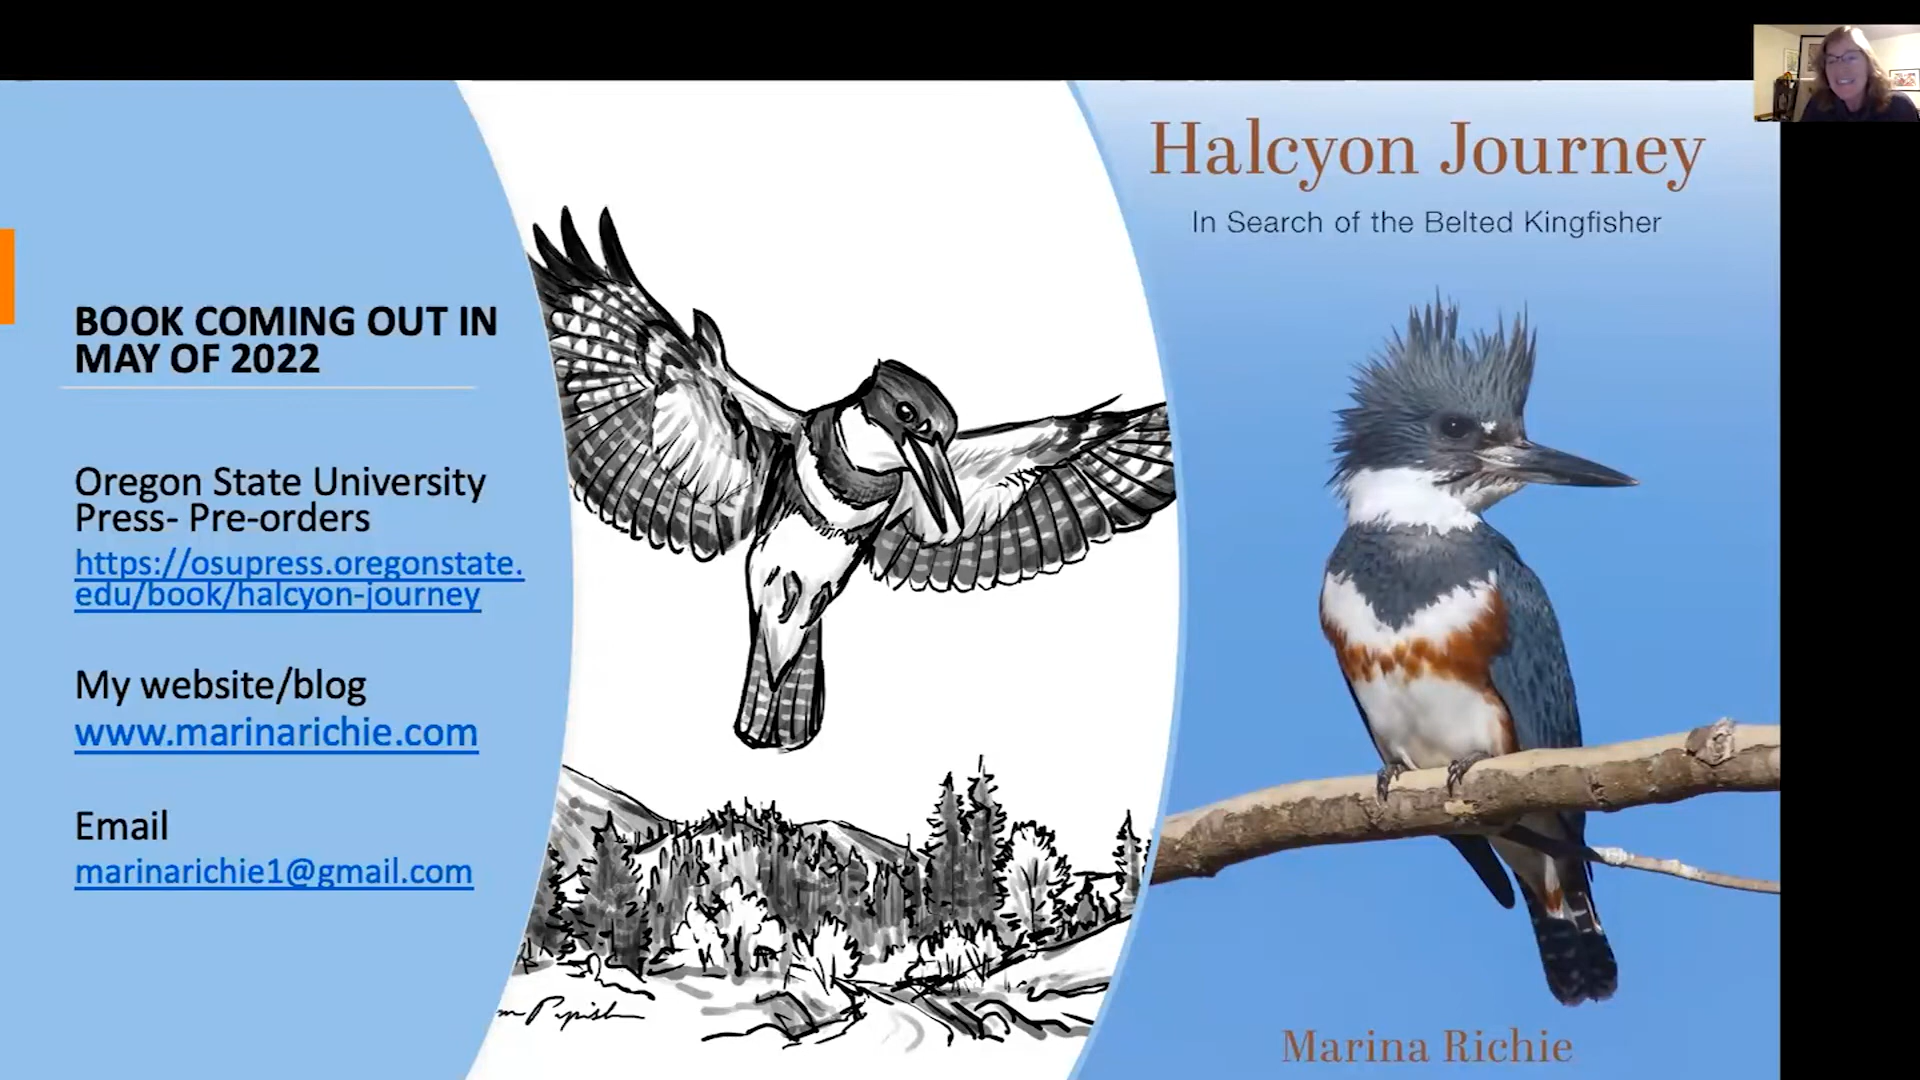 BOOK COMING OUT IN
MAY OF 2022
Oregon State University
Press- Pre-orders
https://osupress.oregonstate.
edu/book/halcyon-journey
My website/blog
www.marinarichie.com
Email
marinarichie1@gmail.com
Halcyon Journey
In Search of the Belted Kingfisher
Marina Richie